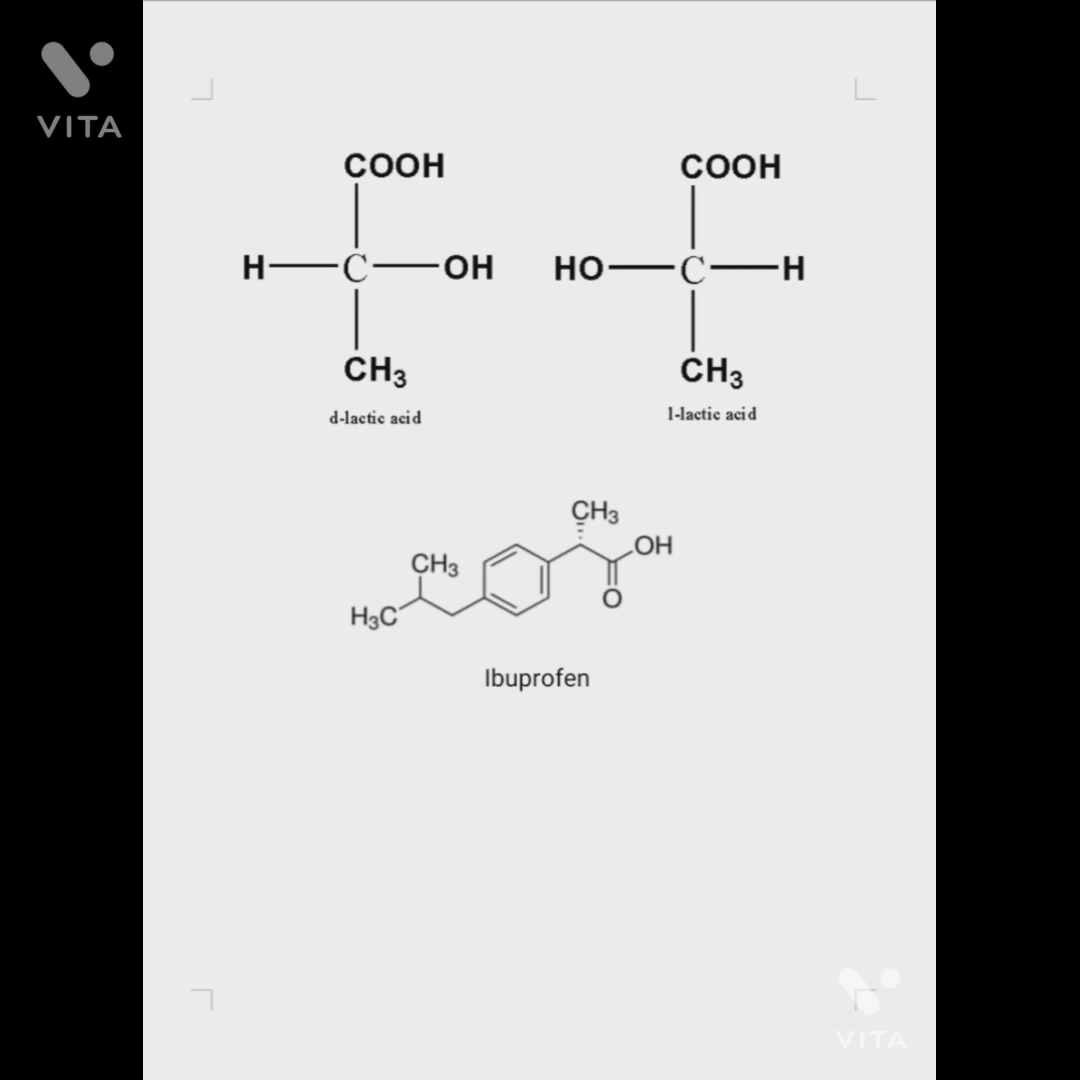 VITA
COOH COOH
H C OH HO C H
CH3 CH3
d-lactic acid l-lactic acid
CH3
OH
CH3
O
H3C
Ibuprofen
VITA